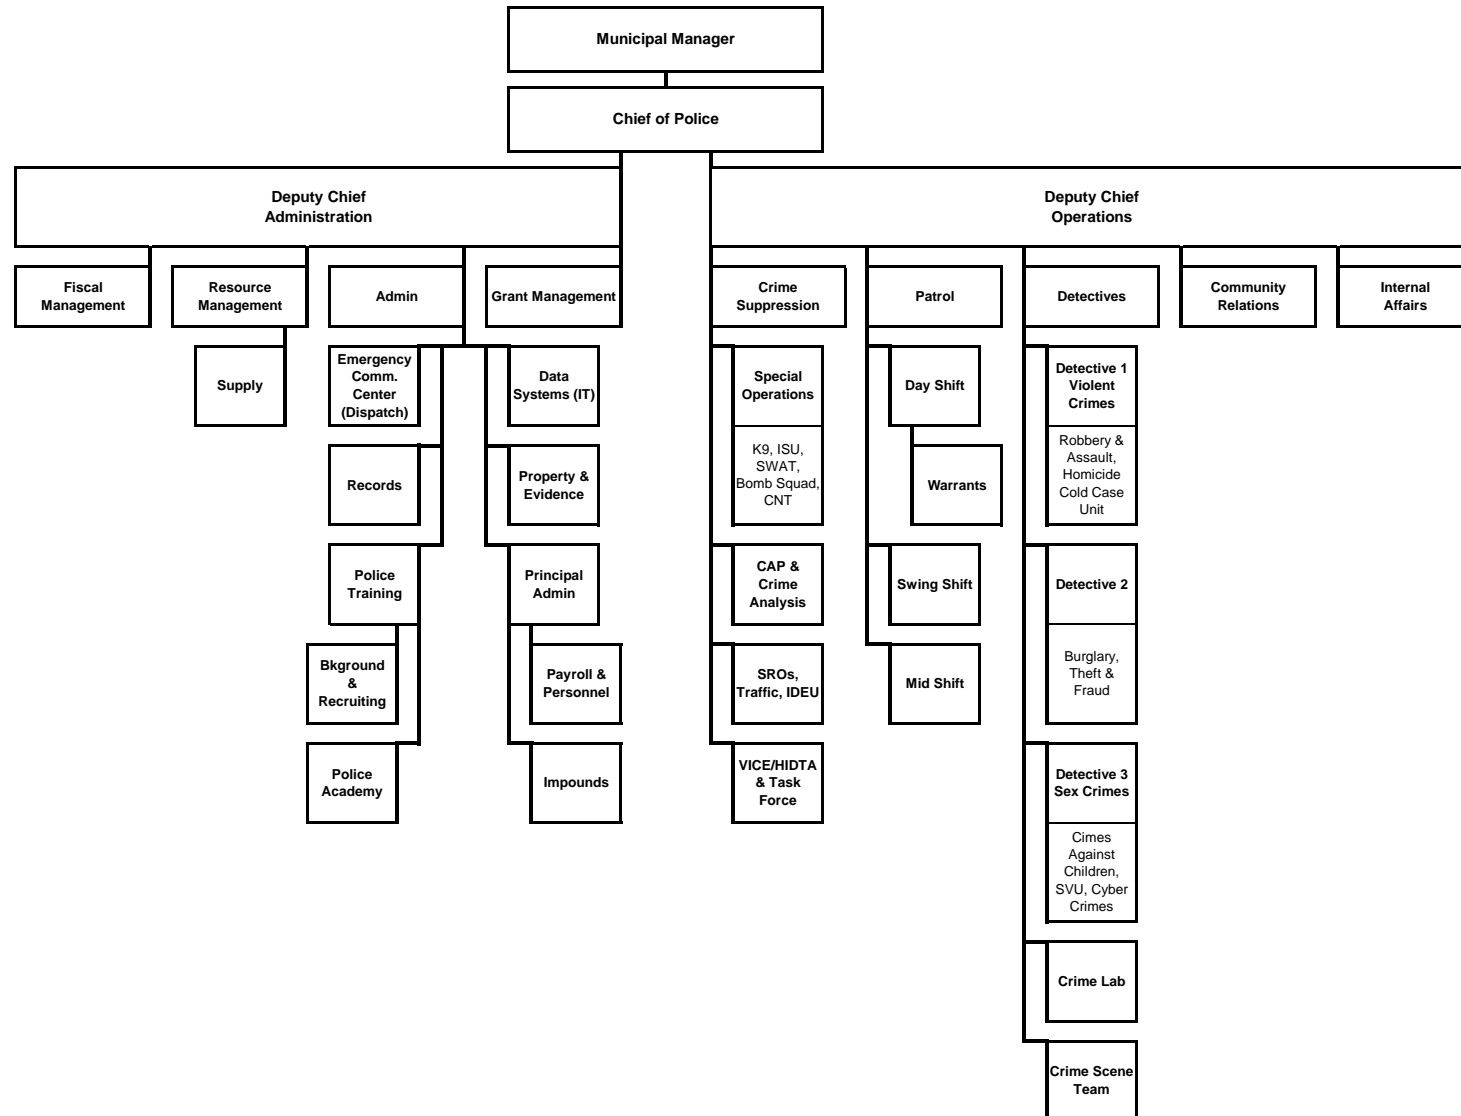 Municipal Manager
Chief of Police
Deputy Chief
Administration
Deputy Chief
Operations
Fiscal
Management
Resource
Management
Admin
Grant Management
Crime
Suppression
Patrol
Detectives
Community
Relations
Internal
Affairs
Supply
Emergency
Comm.
Center
(Dispatch)
Data
Systems (IT)
Special
Operations
K9, ISU,
SWAT,
Bomb Squad,
CNT
Day Shift
Detective 1
Violent
Crimes
Robbery &
Assault,
Homicide
Cold Case
Unit
Records
Property &
Evidence
Warrants
Police
Training
Principal
Admin
CAP &
Crime
Analysis
Swing Shift
Detective 2
Burglary,
Theft &
Fraud
Bkground
&
Recruiting
Payroll &
Personnel
SROs,
Traffic, IDEU
Mid Shift
Police
Academy
Impounds
VICE/HIDTA
& Task
Force
Detective 3
Sex Crimes
Cimes
Against
Children,
SVU, Cyber
Crimes
Crime Lab
Crime Scene
Team